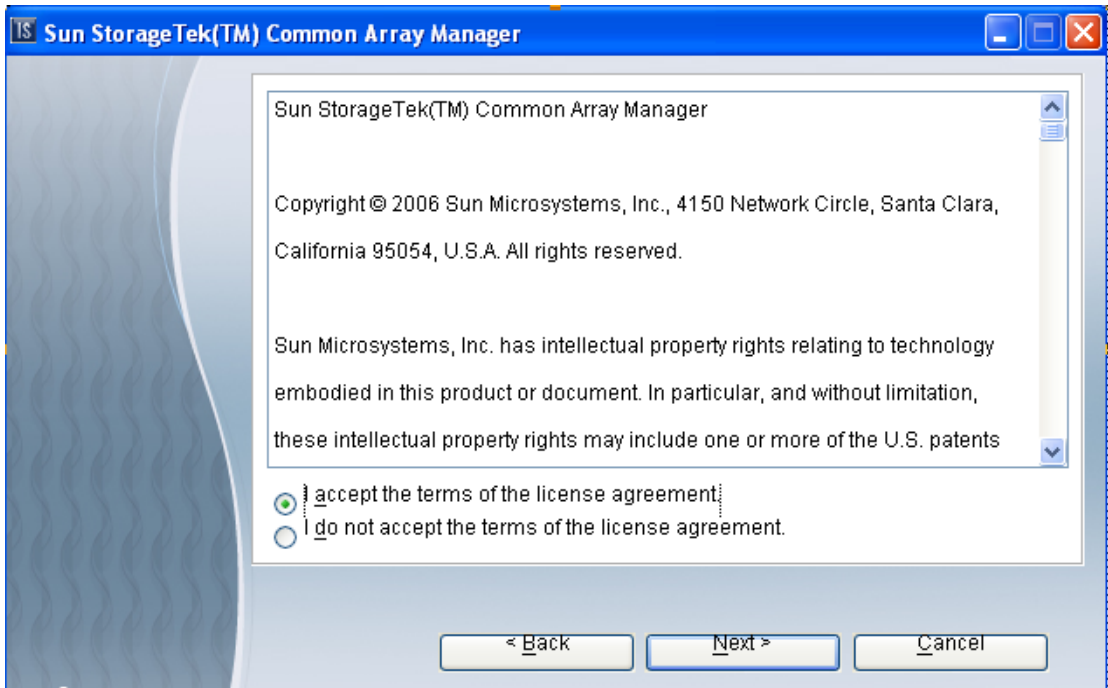 IS Sun StorageTek(TM) Common Array Manager
Sun StorageTek(TM) Common Array Manager
Copyright © 2006 Sun Microsystems, Inc., 4150 Network Circle, Santa Clara,
California 95054, U.S.A. All rights reserved.
Sun Microsystems, Inc. has intellectual property rights relating to technology
embodied in this product or document. In particular, and without limitation,
these intellectual property rights may include one or more of the U.S. patents
I accept the terms of the license agreement.
I do not accept the terms of the license agreement.
< Back Next > Cancel